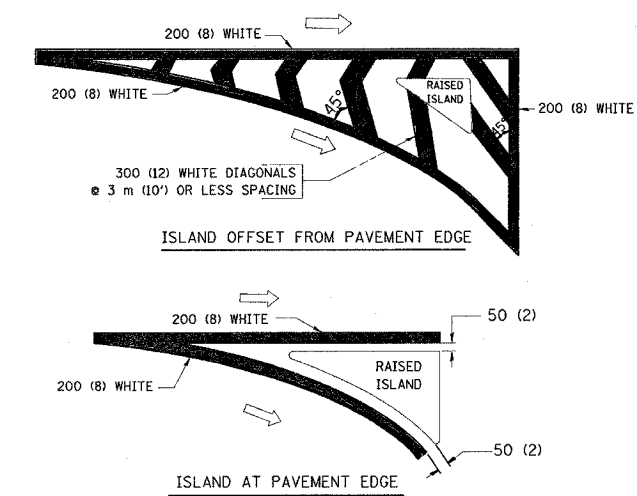 200 (8) WHITE
200 (8) WHITE
45°
RAISED
ISLAND
200 (8) WHITE
45°
300 (12) WHITE DIAGONALS
@ 3 m (10') OR LESS SPACING
ISLAND OFFSET FROM PAVEMENT EDGE
200 (8) WHITE
50 (2)
RAISED
ISLAND
200 (8) WHITE
50 (2)
ISLAND AT PAVEMENT EDGE